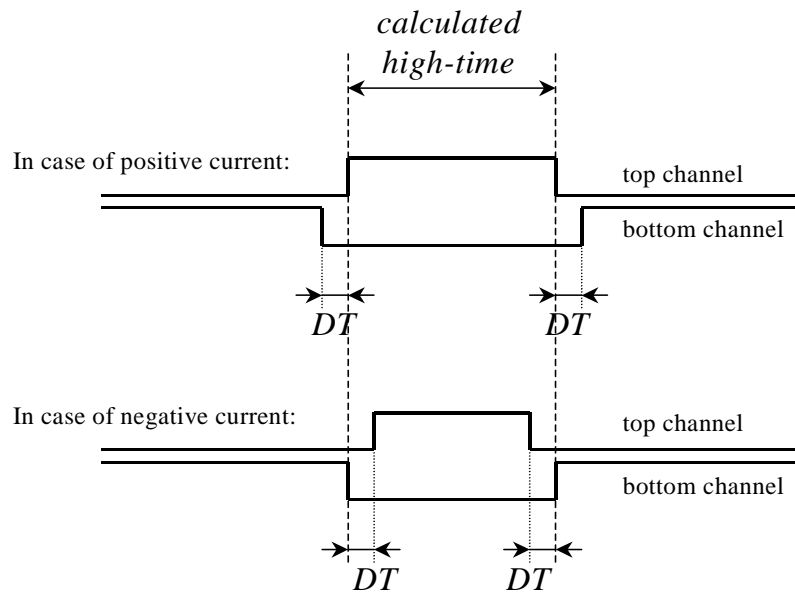 calculated
high-time
In case of positive current:
top channel
bottom channel
DT
DT
In case of negative current:
top channel
bottom channel
DT
DT